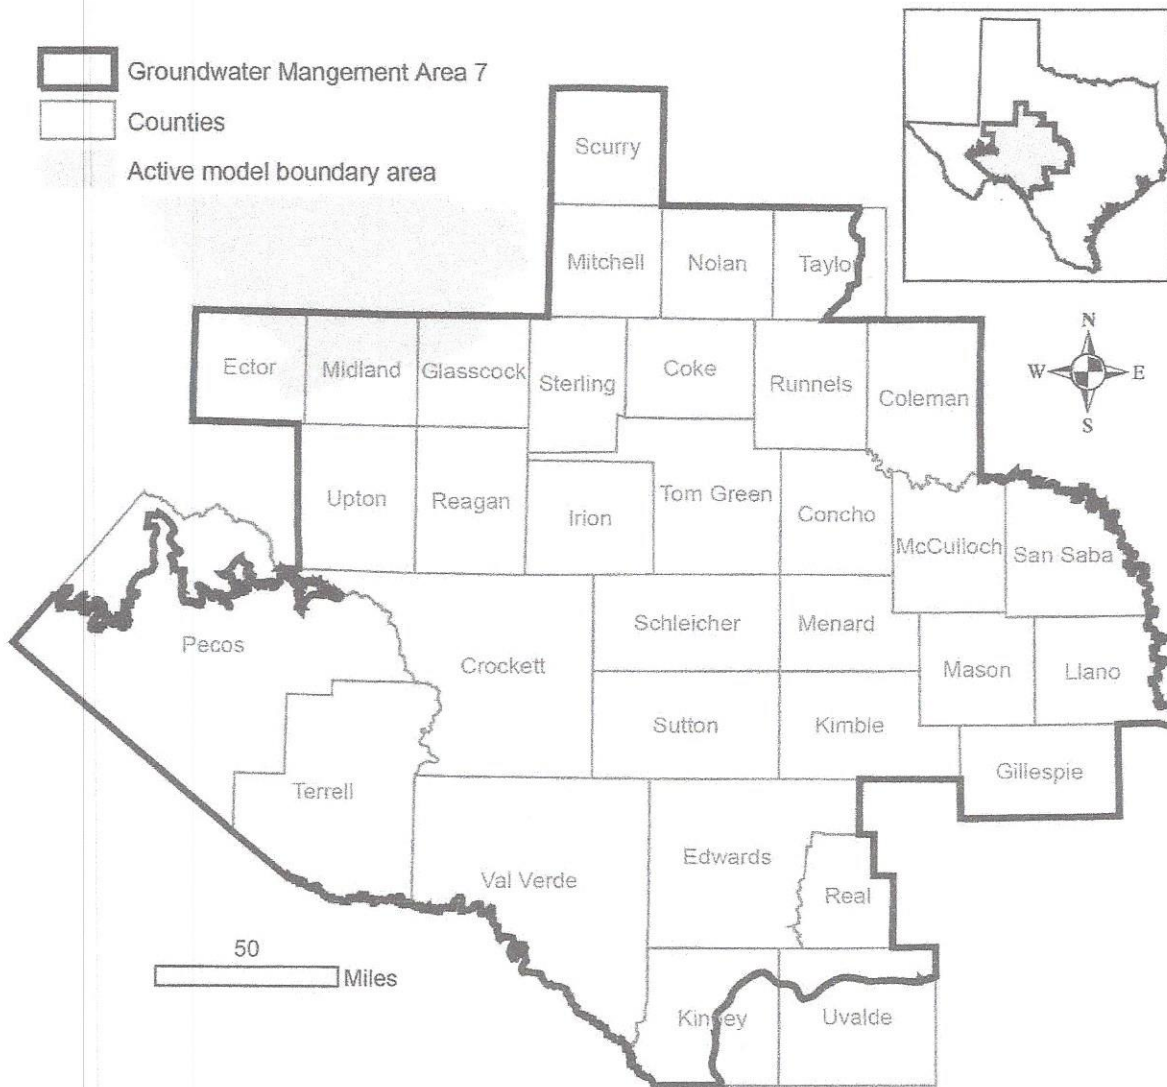 Groundwater Mangement Area 7
Counties
Active model boundary area
Scurry
Mitchell
Nolan
Taylor
N
W
E
S
Ector
Midland
Glasscock
Sterling
Coke
Runnels
Coleman
Upton
Reagan
Irion
Tom Green
Concho
McCulloch
San Saba
Pecos
Crockett
Schleicher
Menard
Mason
Llano
Sutton
Kimble
Gillespie
Terrell
Val Verde
Edwards
Real
50
Miles
Kinney
Uvalde